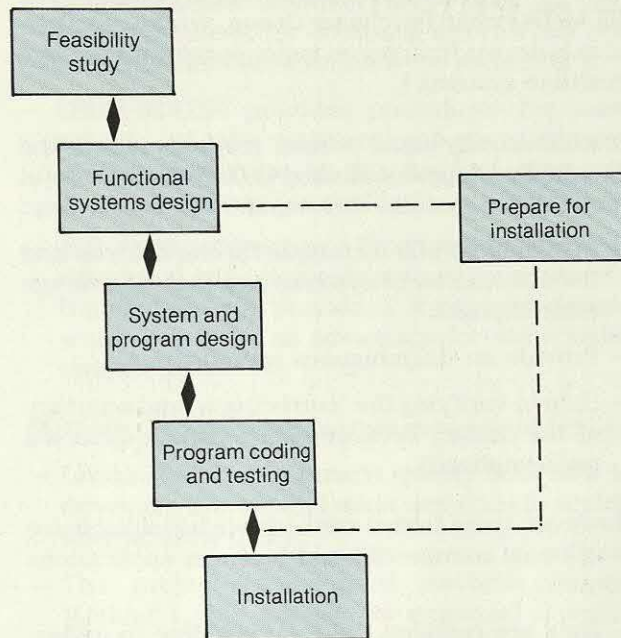 Feasibility
study
Functional
systems design
Prepare for
installation
System and
program design
Program coding
and testing
Installation